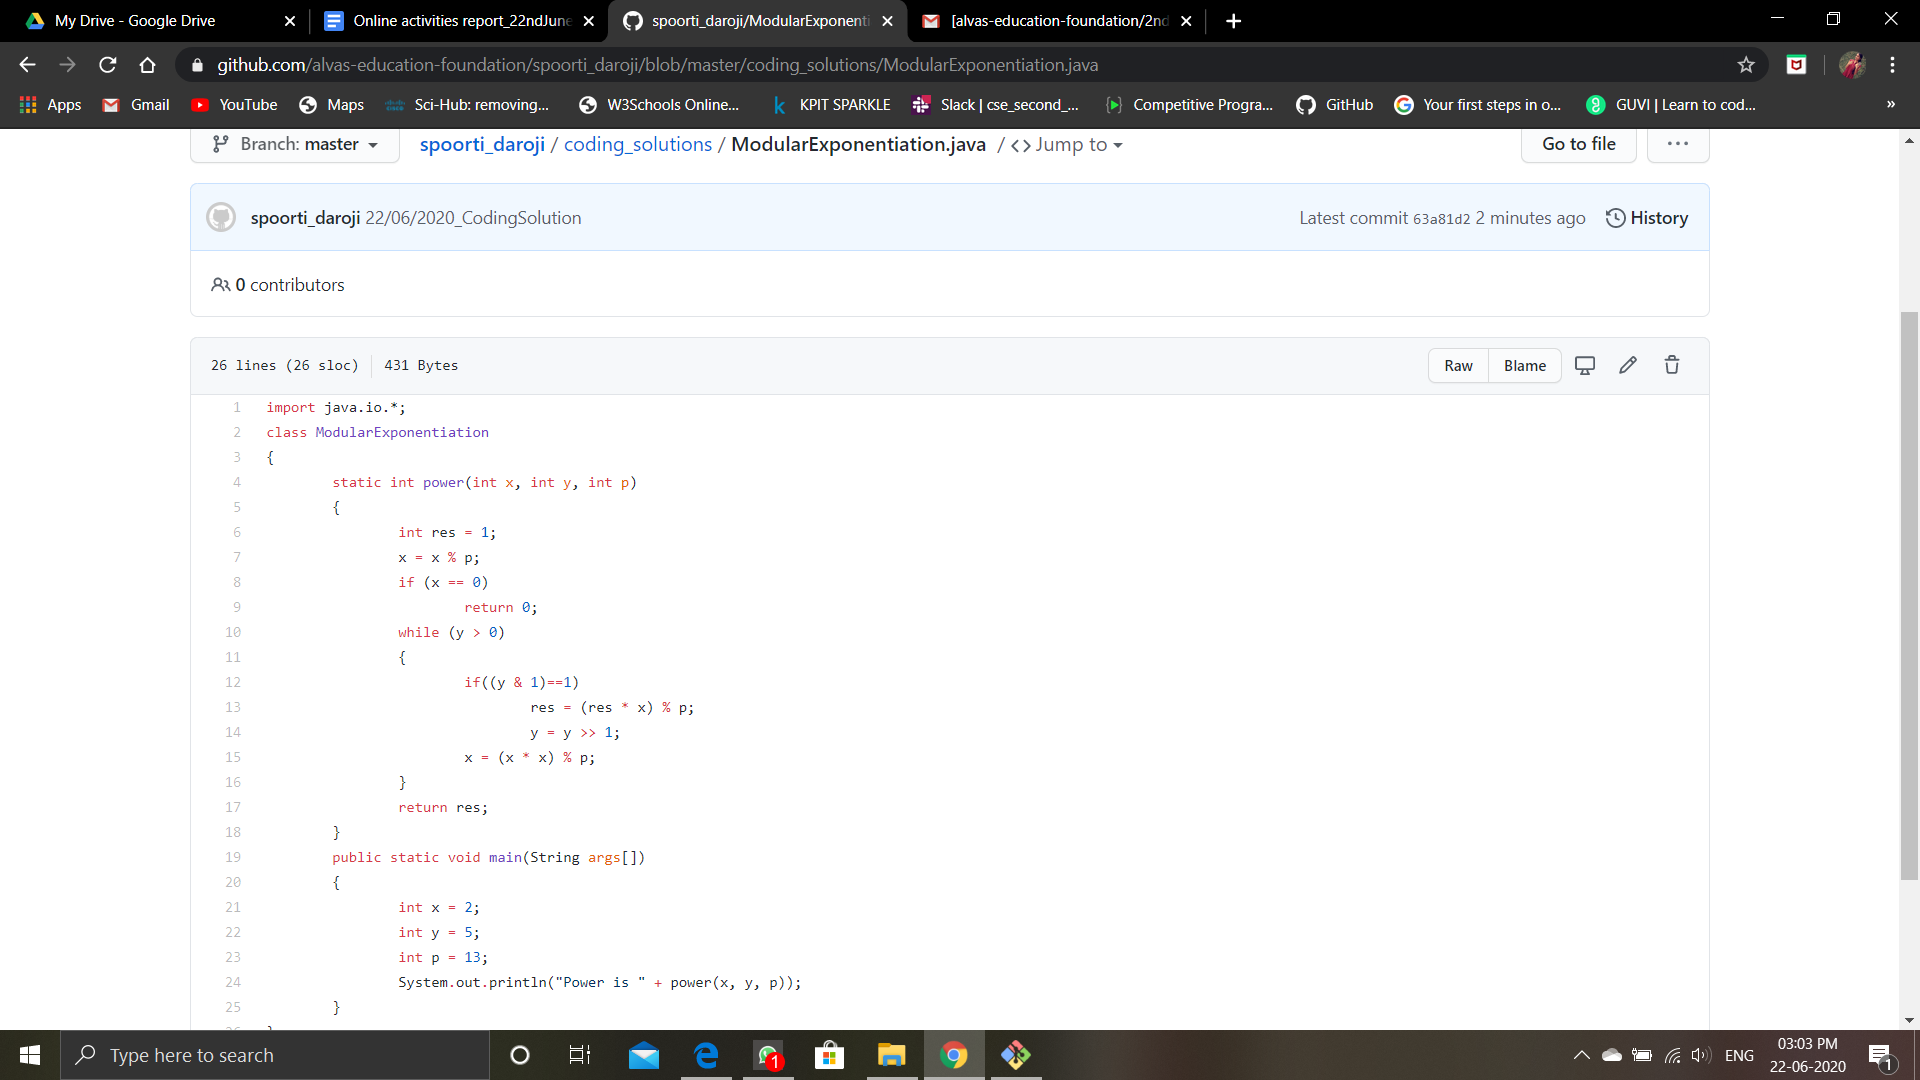 My Drive - Google Drive
Online activities report_22ndJune
spoorti_daroji/ModularExponenti
[alvas-education-foundation/2nd
github.com/alvas-education-foundation/spoorti_daroji/blob/master/coding_solutions/ModularExponentiation.java
Apps Gmail YouTube Maps Sci-Hub: removing... W3Schools Online... KPIT SPARKLE Slack | cse_second_... Competitive Progra... GitHub Your first steps in o... GUVI | Learn to cod... »
Branch: master spoorti_daroji / coding_solutions / ModularExponentiation.java / <> Jump to Go to file ...
spoorti_daroji 22/06/2020_CodingSolution Latest commit 63a81d2 2 minutes ago History
0 contributors
26 lines (26 sloc) 431 Bytes Raw Blame
1 import java.io.*;
2 class ModularExponentiation
3 {
4 static int power(int x, int y, int p)
5 {
6 int res = 1;
7 x = x % p;
8 if (x == 0)
9 return 0;
10 while (y > 0)
11 {
12 if((y & 1)==1)
13 res = (res * x) % p;
14 y = y >> 1;
15 x = (x * x) % p;
16 }
17 return res;
18 }
19 public static void main(String args[])
20 {
21 int x = 2;
22 int y = 5;
23 int p = 13;
24 System.out.println("Power is " + power(x, y, p));
25 }
26 }
Type here to search
1
ENG
03:03 PM
22-06-2020
1